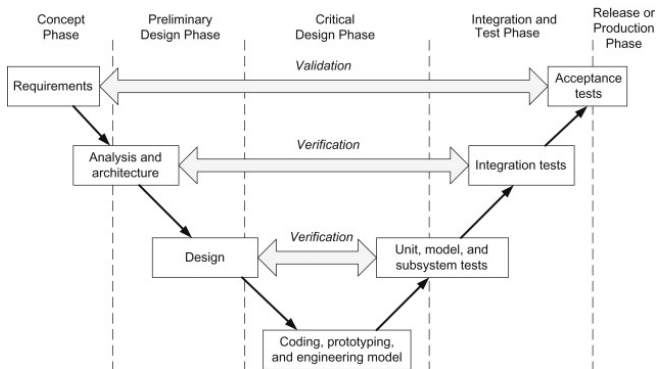 Concept
Phase
Preliminary
Design Phase
Critical
Design Phase
Integration and
Test Phase
Release or
Production
Phase
Validation
Requirements
Acceptance
tests
Verification
Analysis and
architecture
Integration tests
Verification
Design
Unit, model, and
subsystem tests
Coding, prototyping,
and engineering model